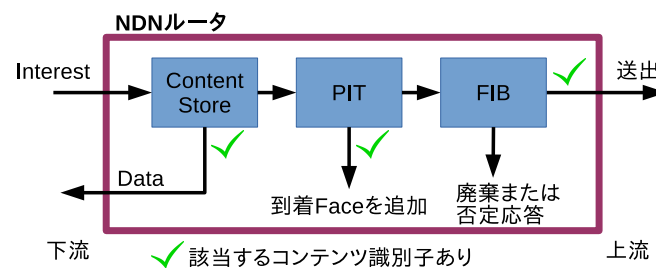 NDNルータ
Interest
Content
Store
PIT
FIB
送出
Data
到着Faceを追加
廃棄または
否定応答
下流
該当するコンテンツ識別子あり
上流